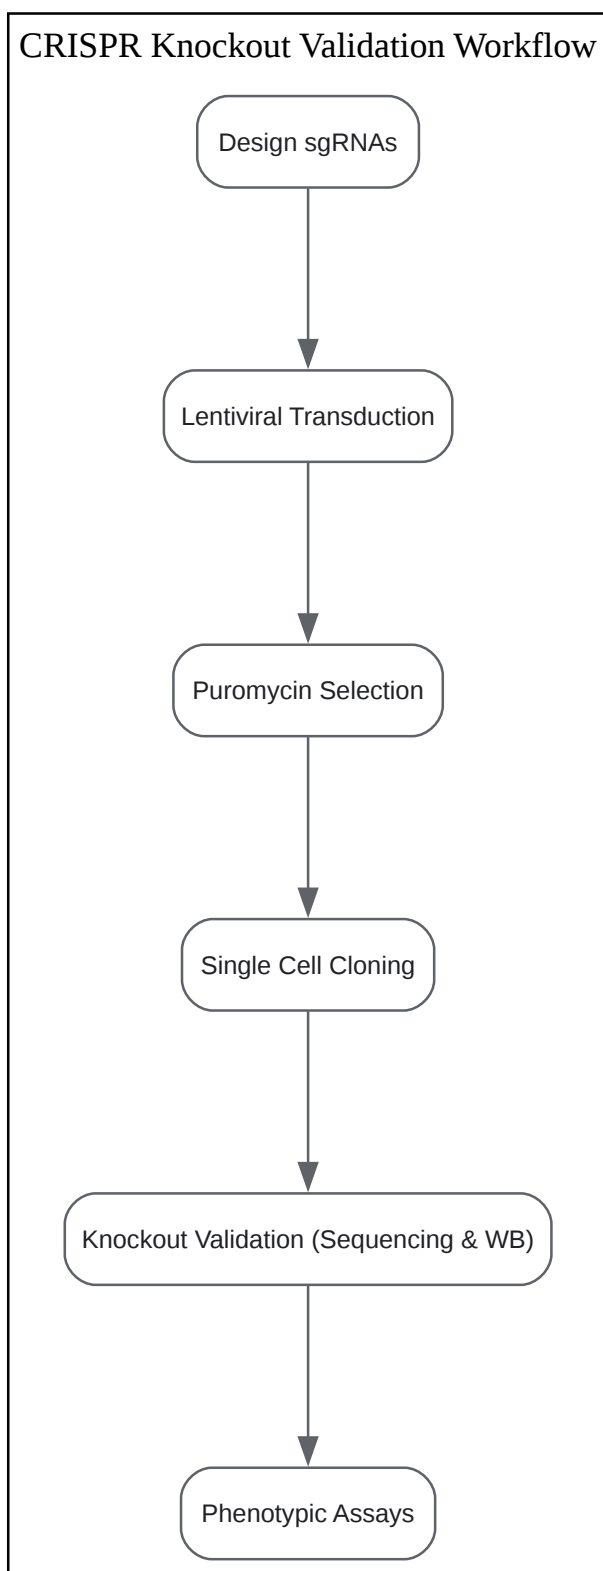 CRISPR Knockout Validation Workflow
Design sgRNAs
Lentiviral Transduction
Puromycin Selection
Single Cell Cloning
Knockout Validation (Sequencing & WB)
Phenotypic Assays